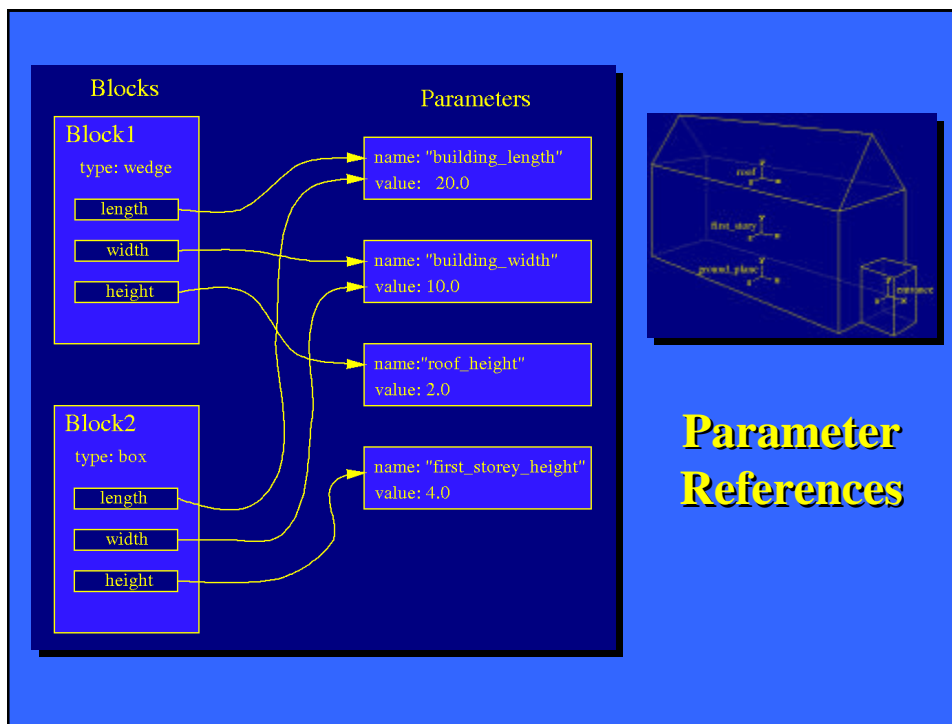 Blocks
Block1
type: wedge
length
width
height
Block2
type: box
length
width
height
Parameters
name: "building_length"
value: 20.0
name: "building_width"
value: 10.0
name:"roof_height"
value: 2.0
name: "first_storey_height"
value: 4.0
roof
first_story
ground_plane
entrance
Parameter
References